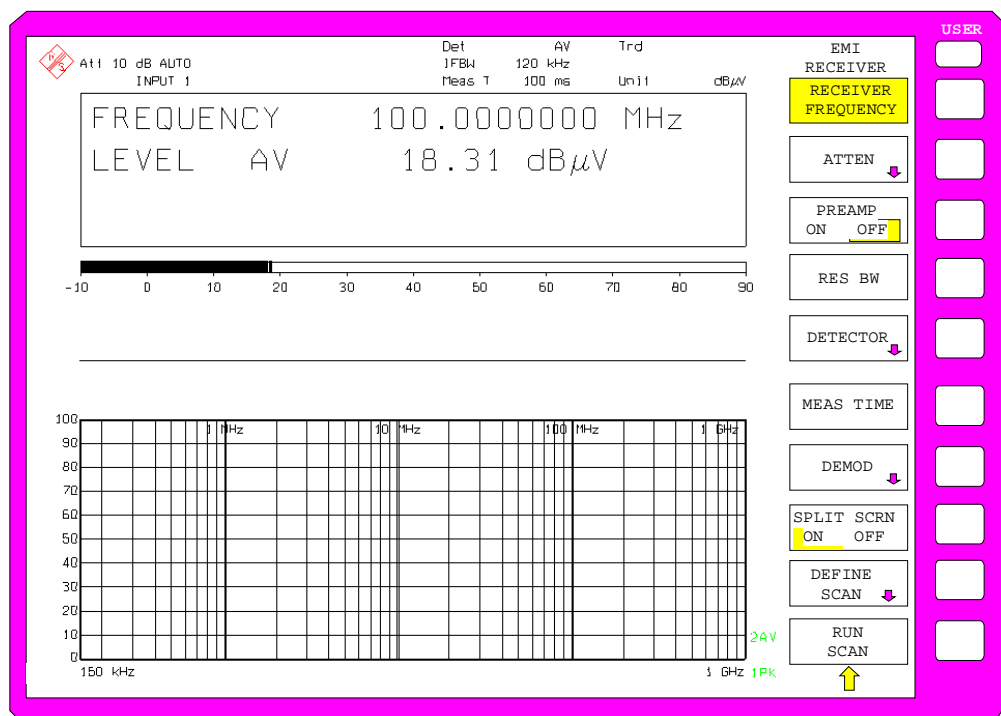 USER
Det AV Trd
Att 10 dB AUTO IFBW 120 kHz
INPUT 1 Meas T 100 ms Unit dBµV
FREQUENCY 100.0000000 MHz
LEVEL AV 18.31 dBµV
-10 0 10 20 30 40 50 60 70 80 90
100
90
80
70
60
50
40
30
20
10
0
1 MHz 10 MHz 100 MHz 1 GHz
150 kHz 1 GHz
2AV
1PK
EMI
RECEIVER
RECEIVER
FREQUENCY
ATTEN
PREAMP
ON OFF
RES BW
DETECTOR
MEAS TIME
DEMOD
SPLIT SCRN
ON OFF
DEFINE
SCAN
RUN
SCAN